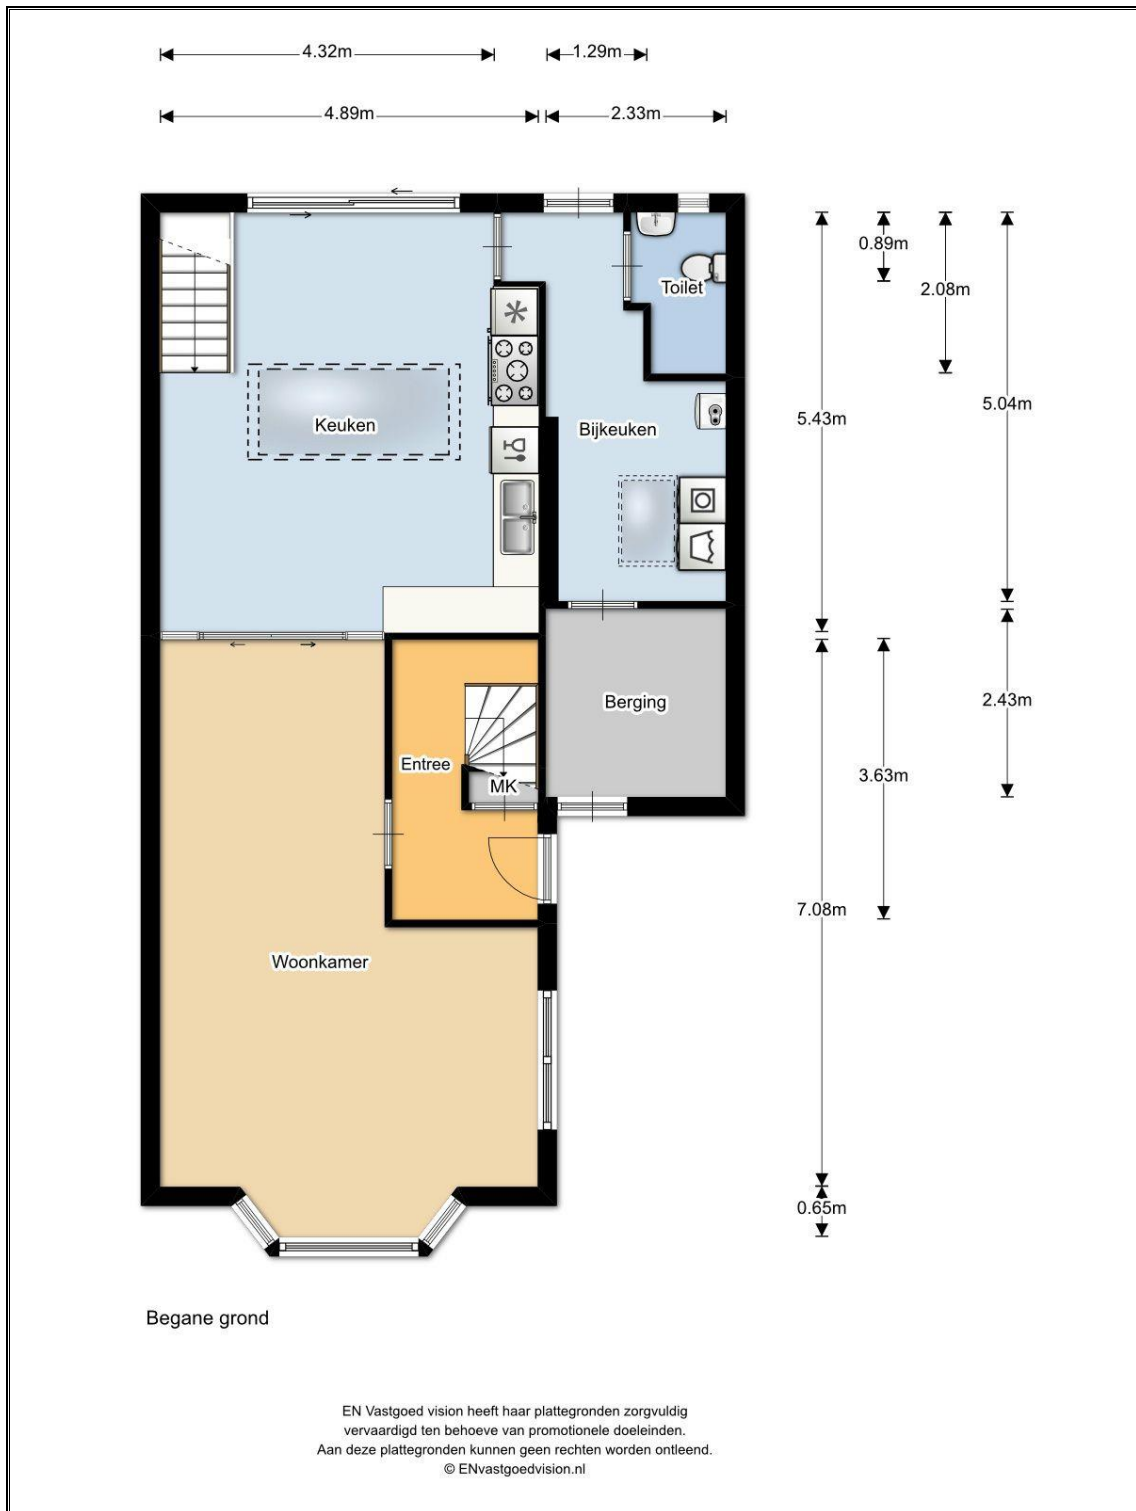 4.32m
1.29m
4.89m
2.33m
0.89m
2.08m
Toilet
5.04m
5.43m
Keuken
Bijkeuken
Berging
2.43m
Entree
3.63m
MK
7.08m
Woonkamer
0.65m
Begane grond
EN Vastgoed vision heeft haar plattegronden zorgvuldig
vervaardigd ten behoeve van promotionele doeleinden.
Aan deze plattegronden kunnen geen rechten worden ontleend.
© ENvastgoedvision.nl